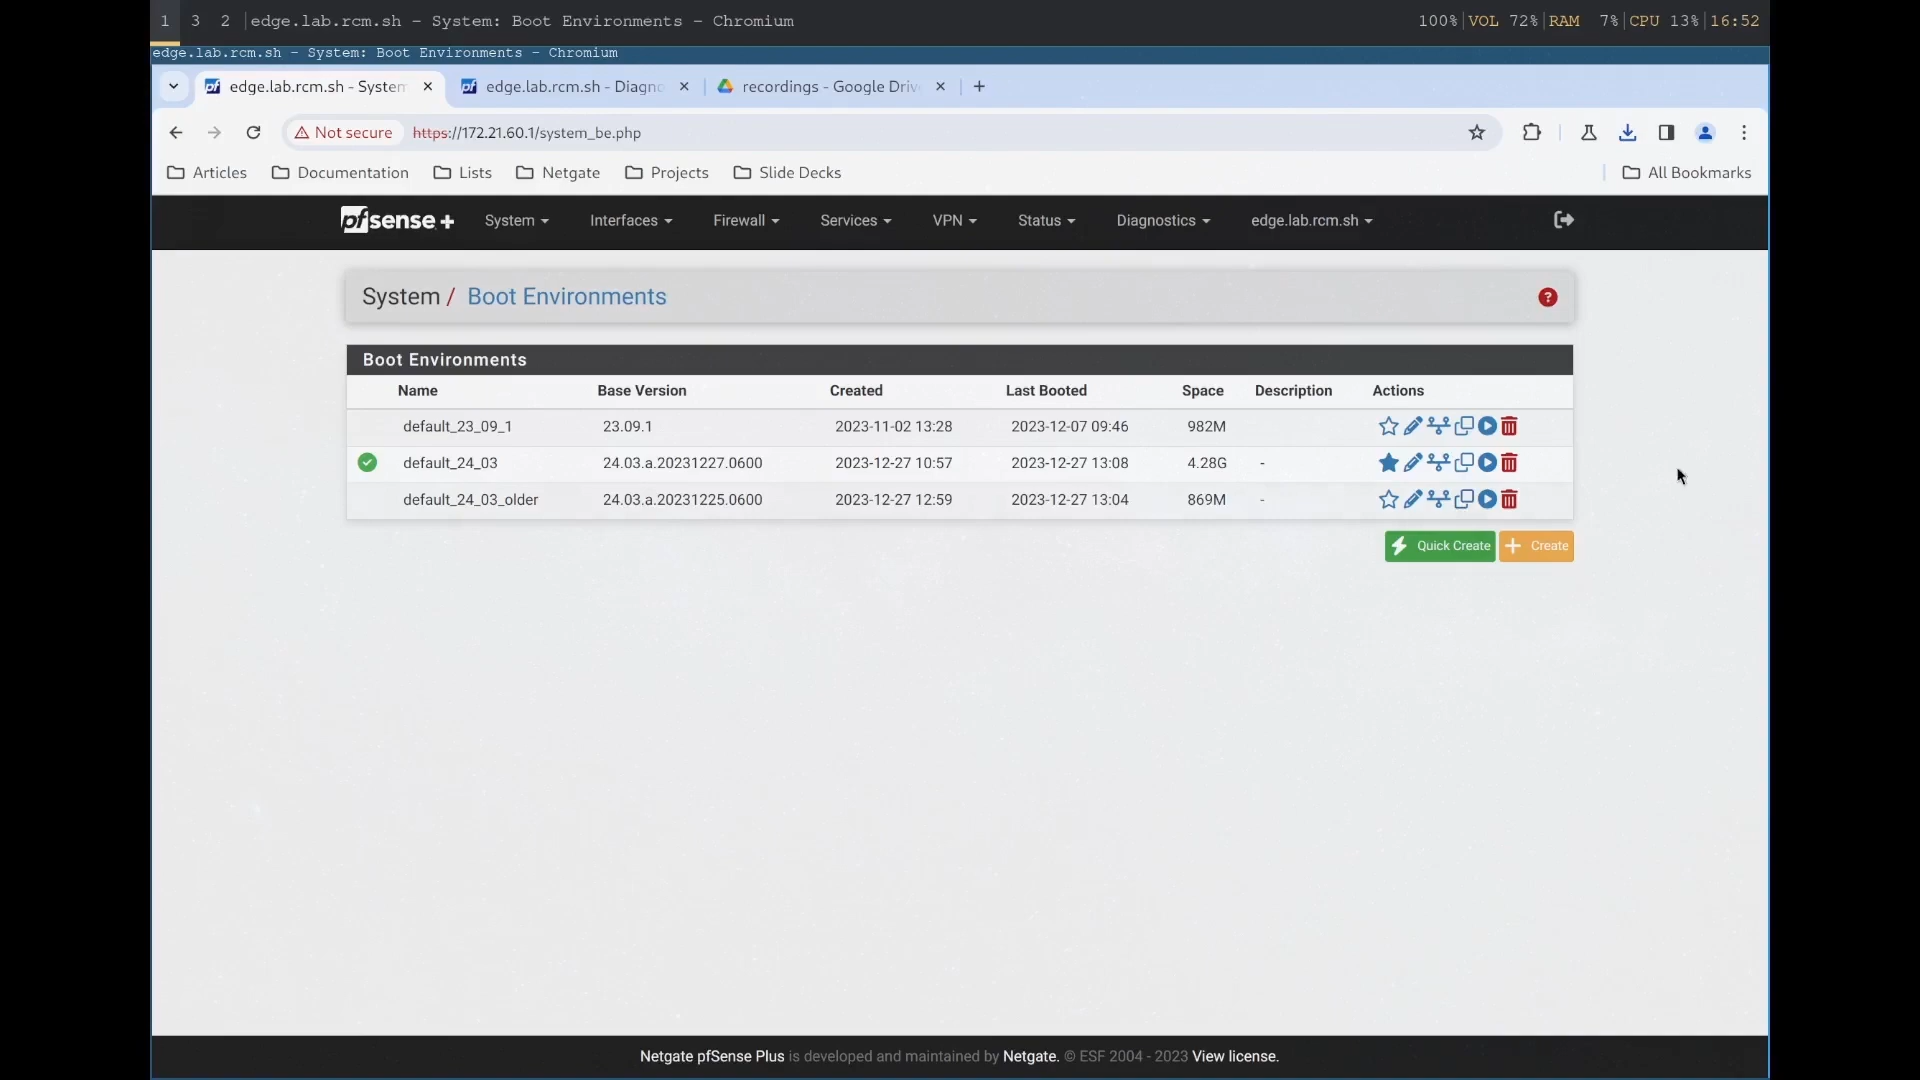 1 3 2 edge.lab.rcm.sh - System: Boot Environments - Chromium 100% VOL 72% RAM 7% CPU 13% 16:52
edge.lab.rcm.sh - System: Boot Environments - Chromium
edge.lab.rcm.sh - System edge.lab.rcm.sh - Diagno recordings - Google Driv
Not secure https://172.21.60.1/system_be.php
Articles Documentation Lists Netgate Projects Slide Decks All Bookmarks
pfsense + System Interfaces Firewall Services VPN Status Diagnostics edge.lab.rcm.sh
System / Boot Environments ?
Boot Environments
Name Base Version Created Last Booted Space Description Actions
default_23_09_1 23.09.1 2023-11-02 13:28 2023-12-07 09:46 982M
default_24_03 24.03.a.20231227.0600 2023-12-27 10:57 2023-12-27 13:08 4.28G -
default_24_03_older 24.03.a.20231225.0600 2023-12-27 12:59 2023-12-27 13:04 869M -
Quick Create Create
Netgate pfSense Plus is developed and maintained by Netgate. © ESF 2004 - 2023 View license.